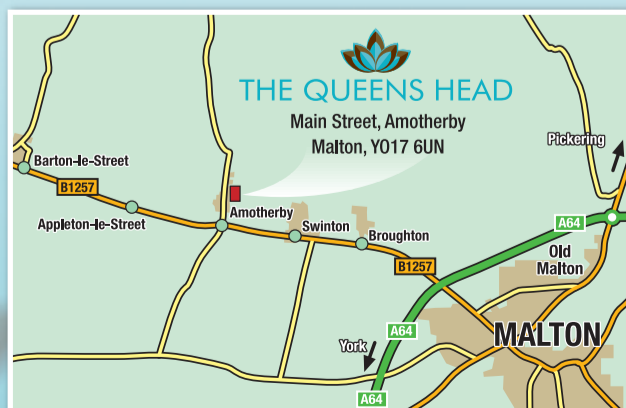 THE QUEENS HEAD
Main Street, Amotherby
Malton, YO17 6UN
Pickering
Barton-le-Street
B1257
Appleton-le-Street
Amotherby
Swinton
Broughton
A64
Old
Malton
B1257
A64
MALTON
York
A64